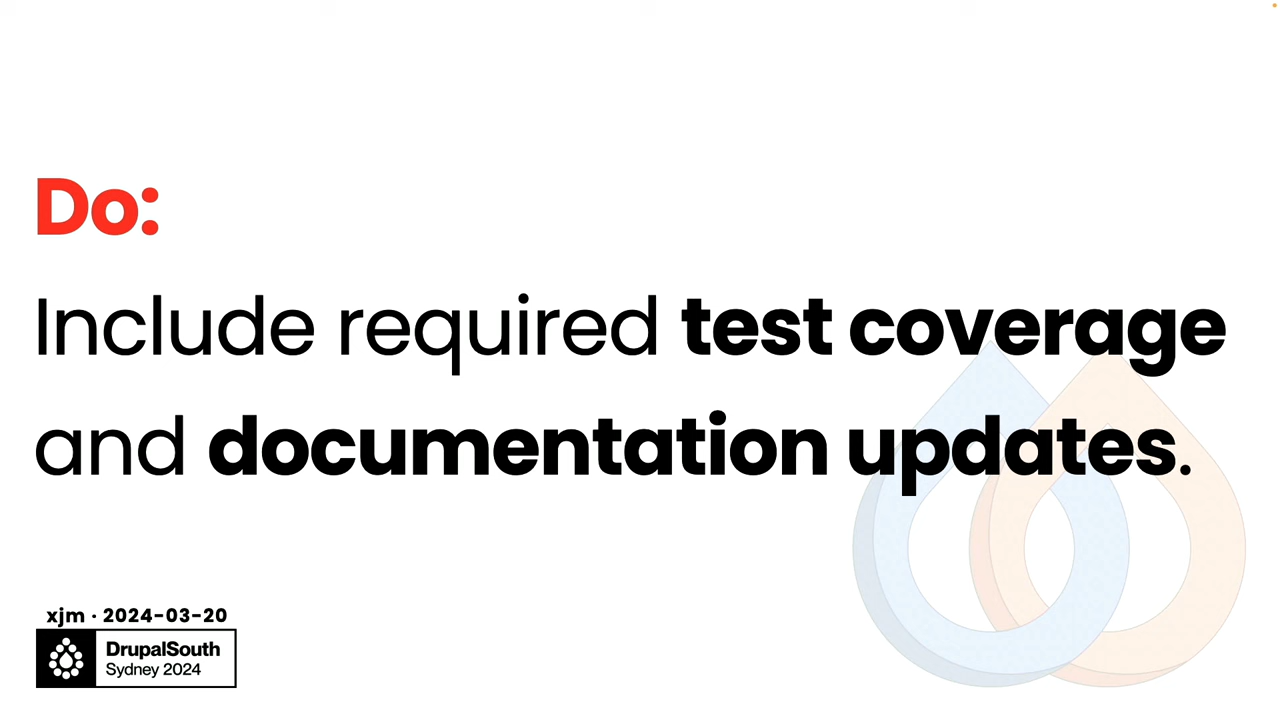 Do:
Include required test coverage
and documentation updates.
xjm · 2024-03-20
DrupalSouth
Sydney 2024